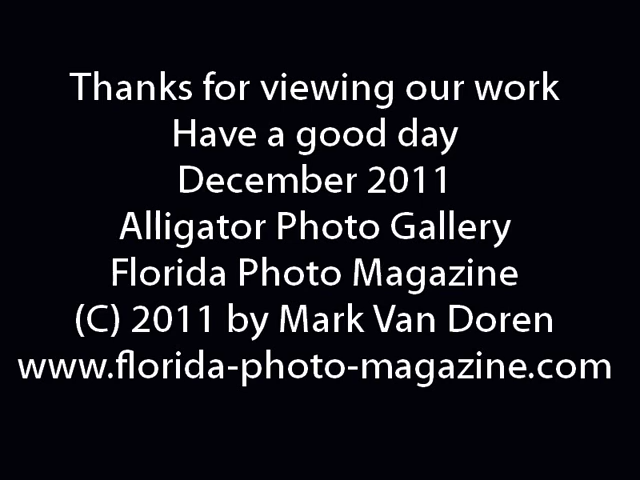 Thanks for viewing our work
Have a good day
December 2011
Alligator Photo Gallery
Florida Photo Magazine
(C) 2011 by Mark Van Doren
www.florida-photo-magazine.com